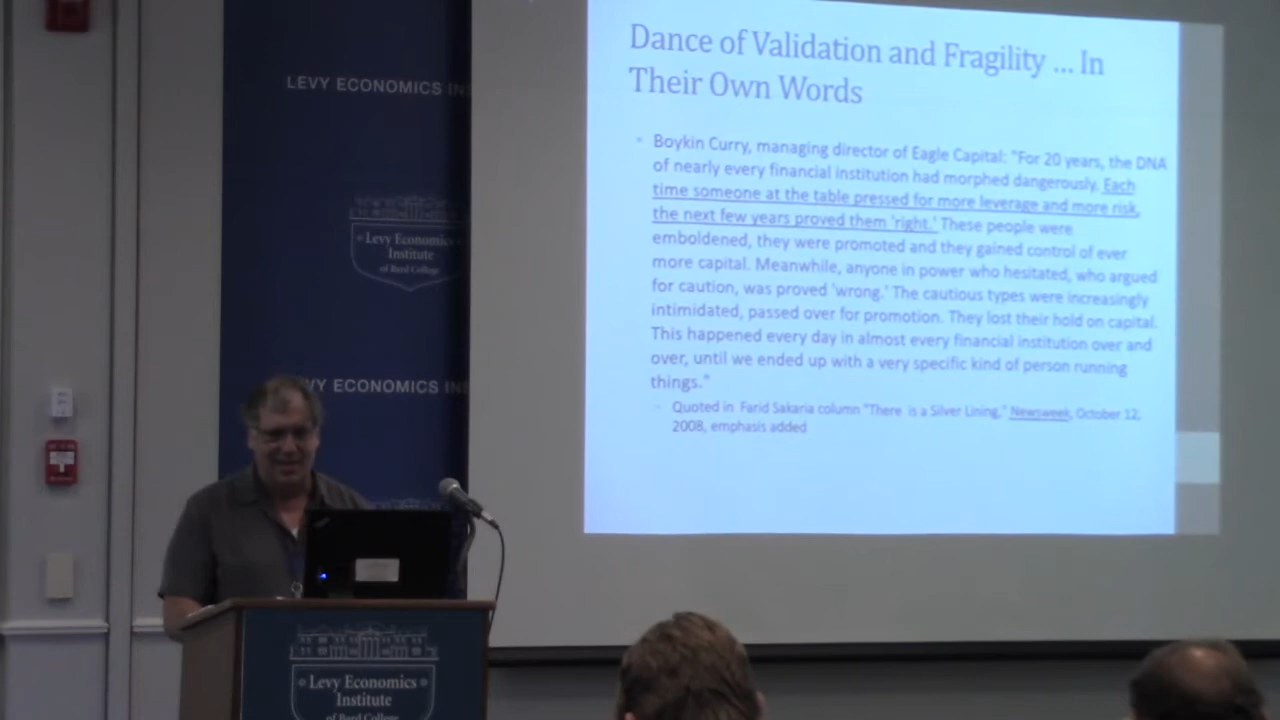 LEVY ECONOMICS IN
Levy Economics
Institute
of Bard College
VY ECONOMICS INS
Levy Economics
Institute
of Bard College
Dance of Validation and Fragility ... In
Their Own Words
Boykin Curry, managing director of Eagle Capital: "For 20 years, the DNA
of nearly every financial institution had morphed dangerously. Each
time someone at the table pressed for more leverage and more risk,
the next few years proved them 'right.' These people were
emboldened, they were promoted and they gained control of ever
more capital. Meanwhile, anyone in power who hesitated, who argued
for caution, was proved 'wrong.' The cautious types were increasingly
intimidated, passed over for promotion. They lost their hold on capital.
This happened every day in almost every financial institution over and
over, until we ended up with a very specific kind of person running
things."
Quoted in Farid Sakaria column "There is a Silver Lining," Newsweek, October 12,
2008, emphasis added